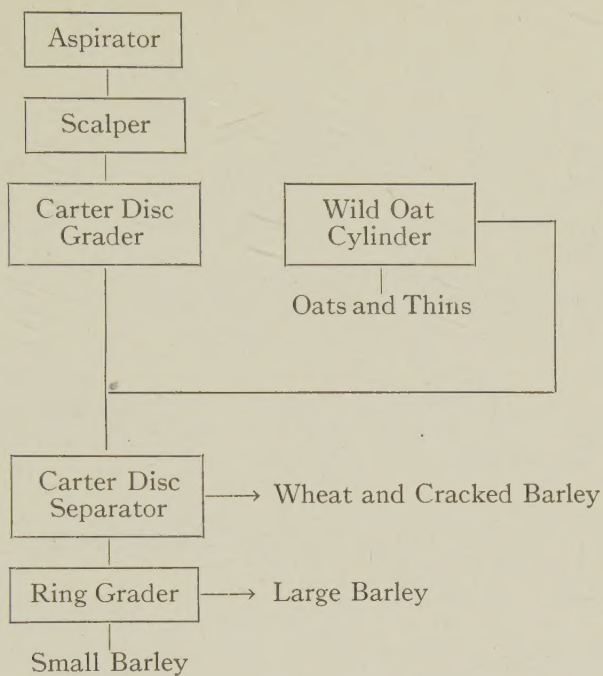 Aspirator
Scalper
Carter Disc
Grader
Wild Oat
Cylinder
Oats and Thins
Carter Disc
Separator
Wheat and Cracked Barley
Ring Grader
Large Barley
Small Barley